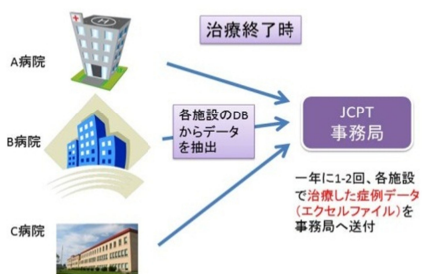 治療終了時
A病院
各施設のDB
からデータ
を抽出
JCPT
事務局
B病院
一年に1-2回、各施設
で治療した症例データ
(エクセルファイル)を
事務局へ送付
C病院